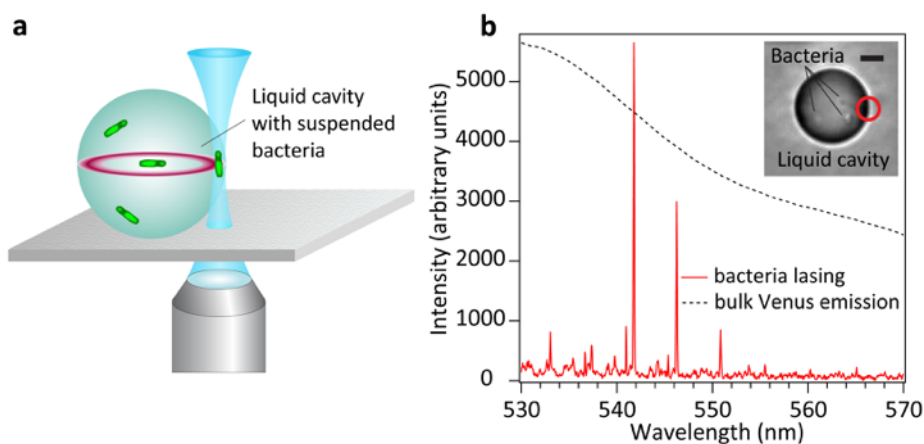 a
Liquid cavity
with suspended
bacteria
b
Intensity (arbitrary units)
5000
4000
3000
2000
1000
0
Bacteria
Liquid cavity
bacteria lasing
bulk Venus emission
530
540
550
560
570
Wavelength (nm)